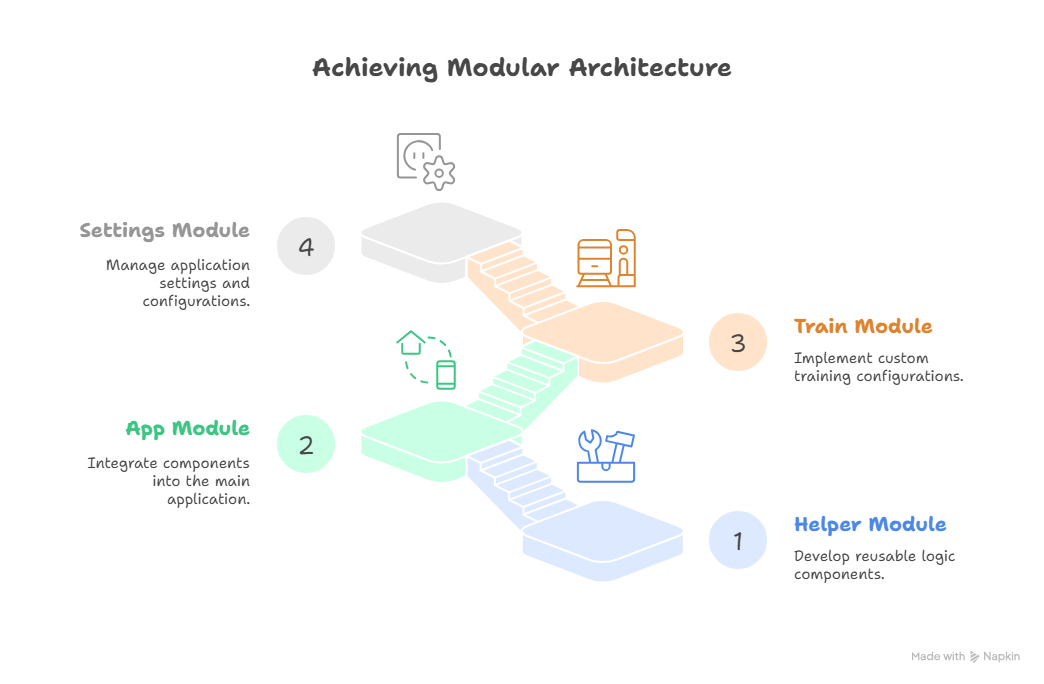 Achieving Modular Architecture
Settings Module
4
Manage application
settings and
configurations.
Train Module
3
Implement custom
training configurations.
App Module
2
Integrate components
into the main
application.
Helper Module
1
Develop reusable logic
components.
Made with Napkin